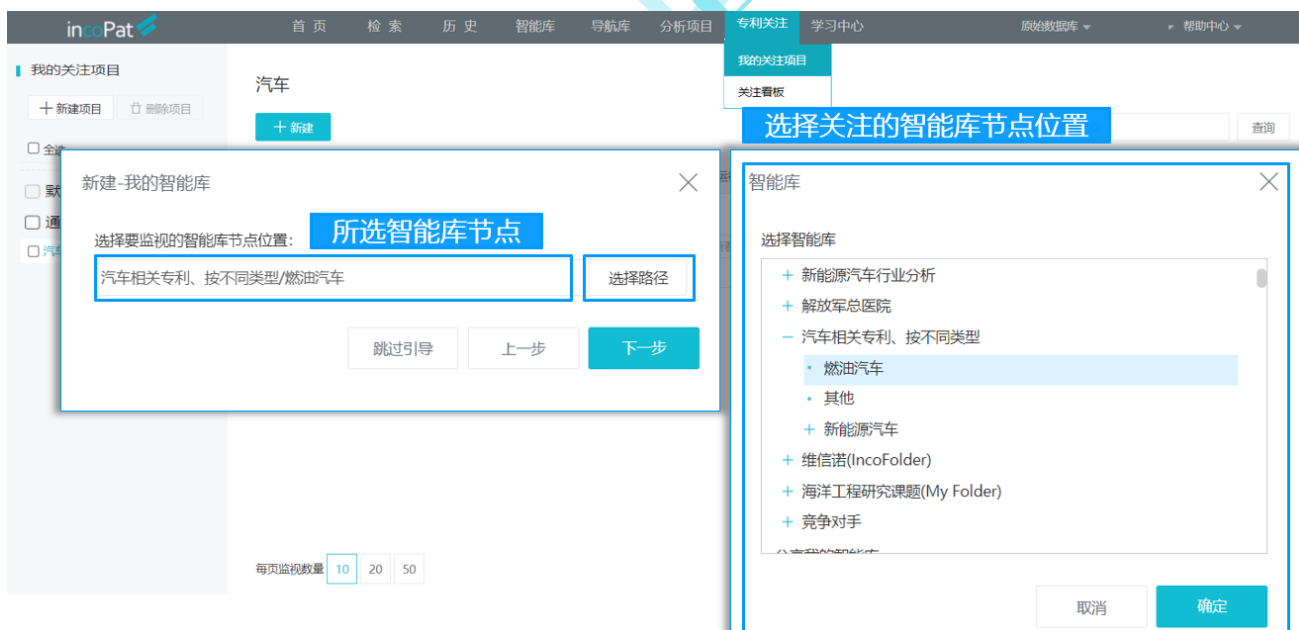 incoPat 首 页 检 索 历 史 智能库 导航库 分析项目 专利关注 学习中心 原始数据库 帮助中心
我的关注项目
关注看板
我的关注项目
新建项目 删除项目
汽车
新建
选择关注的智能库节点位置
查询
全选
新建-我的智能库
选择要监视的智能库节点位置：
所选智能库节点
汽车相关专利、按不同类型/燃油汽车
选择路径
跳过引导 上一步 下一步
智能库
选择智能库
新能源汽车行业分析
解放军总医院
汽车相关专利、按不同类型
燃油汽车
其他
新能源汽车
维信诺(IncoFolder)
海洋工程研究课题(My Folder)
竞争对手
取消 确定
每页监视数量 10 20 50